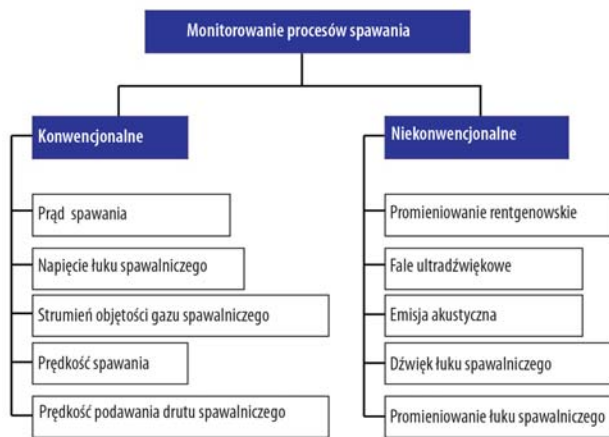 Monitorowanie procesów spawania
Konwencjonalne
Prąd spawania
Napięcie łuku spawalniczego
Strumień objętości gazu spawalniczego
Prędkość spawania
Prędkość podawania drutu spawalniczego
Niekonwencjonalne
Promieniowanie rentgenowskie
Fale ultradźwiękowe
Emisja akustyczna
Dźwięk łuku spawalniczego
Promieniowanie łuku spawalniczego